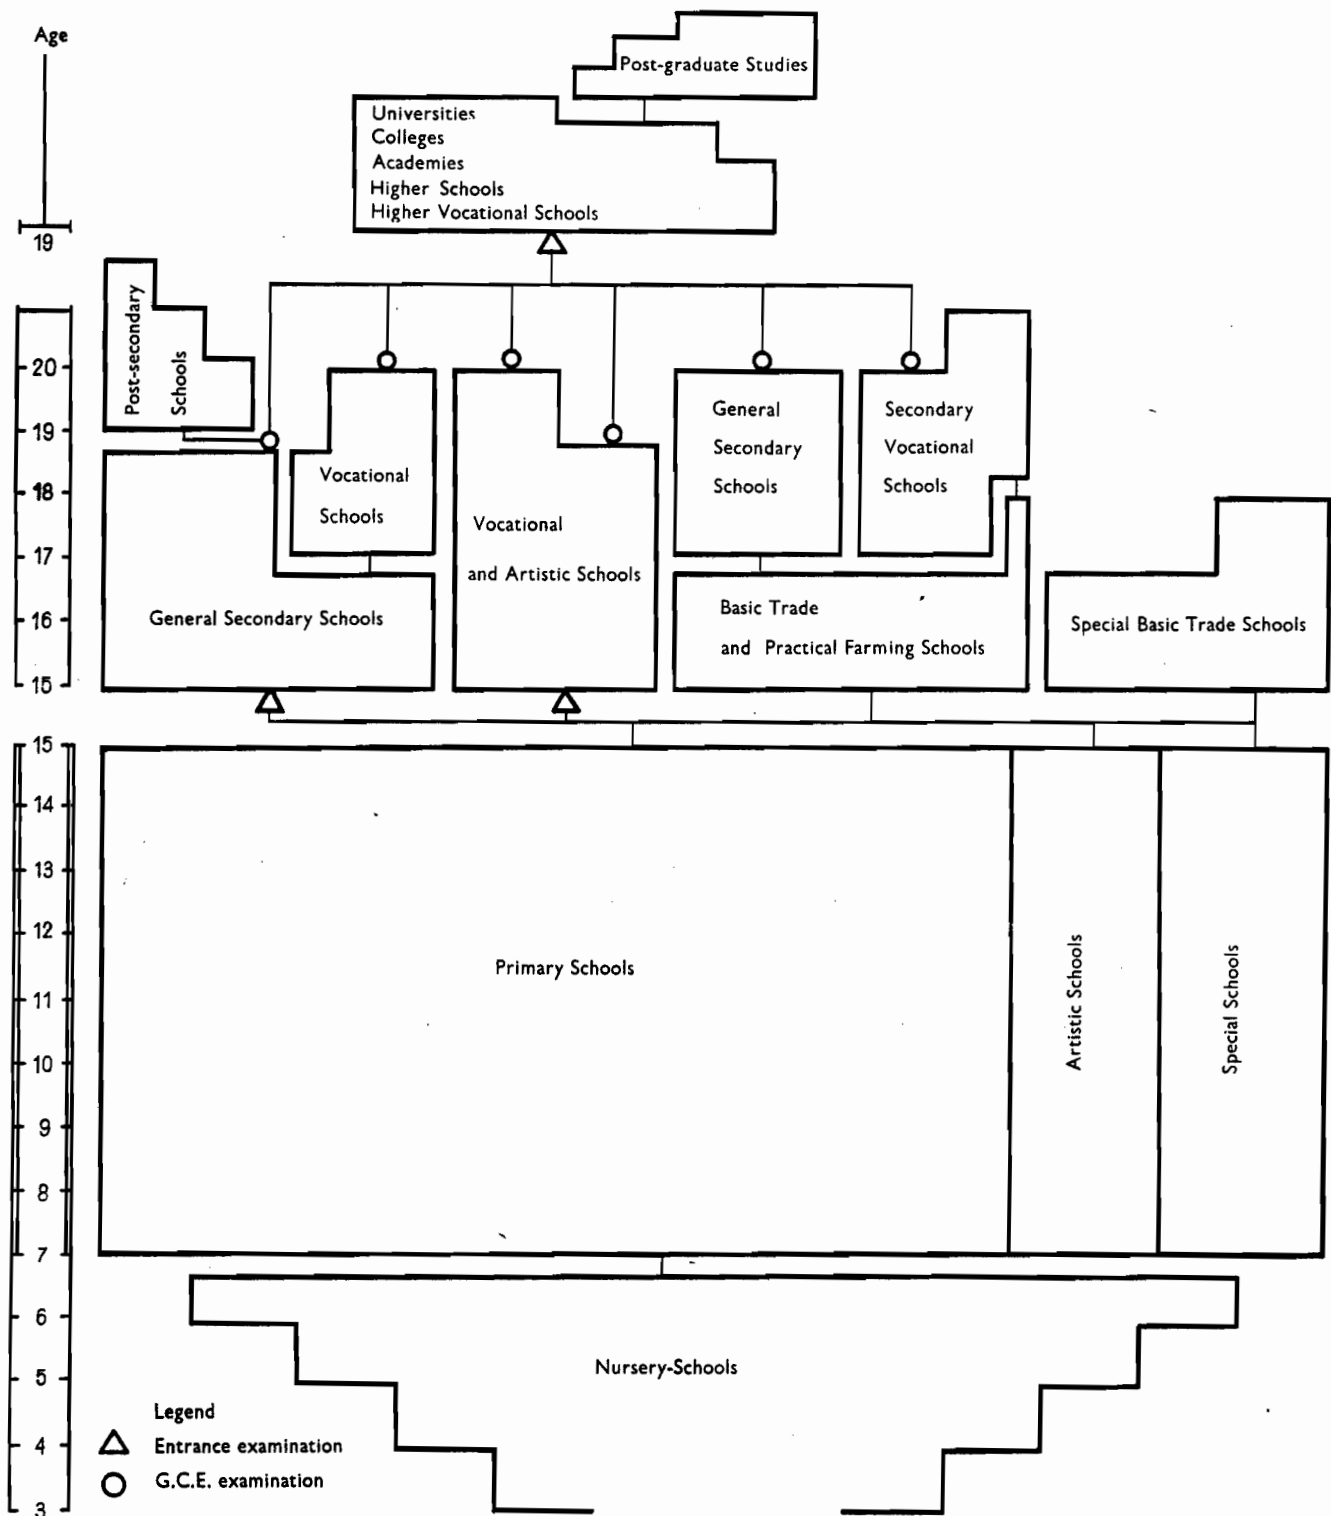 Age
Post-graduate Studies
Universities
Colleges
Academies
Higher Schools
Higher Vocational Schools
19
Post-secondary
Schools
20
19
18
17
16
15
Vocational
Schools
General Secondary Schools
Vocational
and Artistic Schools
General
Secondary
Schools
Secondary
Vocational
Schools
Basic Trade
and Practical Farming Schools
Special Basic Trade Schools
15
14
13
12
11
10
9
8
7
Primary Schools
Artistic Schools
Special Schools
6
5
4
3
Nursery-Schools
Legend
Entrance examination
G.C.E. examination